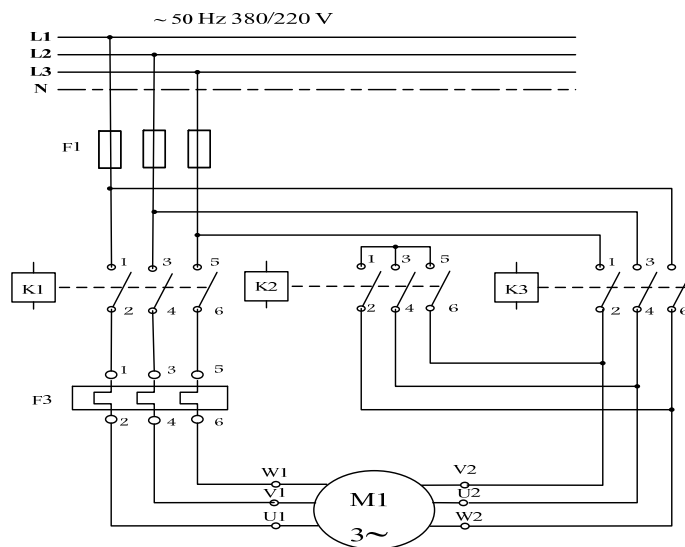 ~ 50 Hz 380/220 V
L1
L2
L3
N
F1
1 3 5 1 3 5 1 3
K1 K2 K3
2 4 6 2 4 6 2 4 6
1 3 5
F3
2 4 6
W1 V2
V1 M1 U2
U1 3~ W2